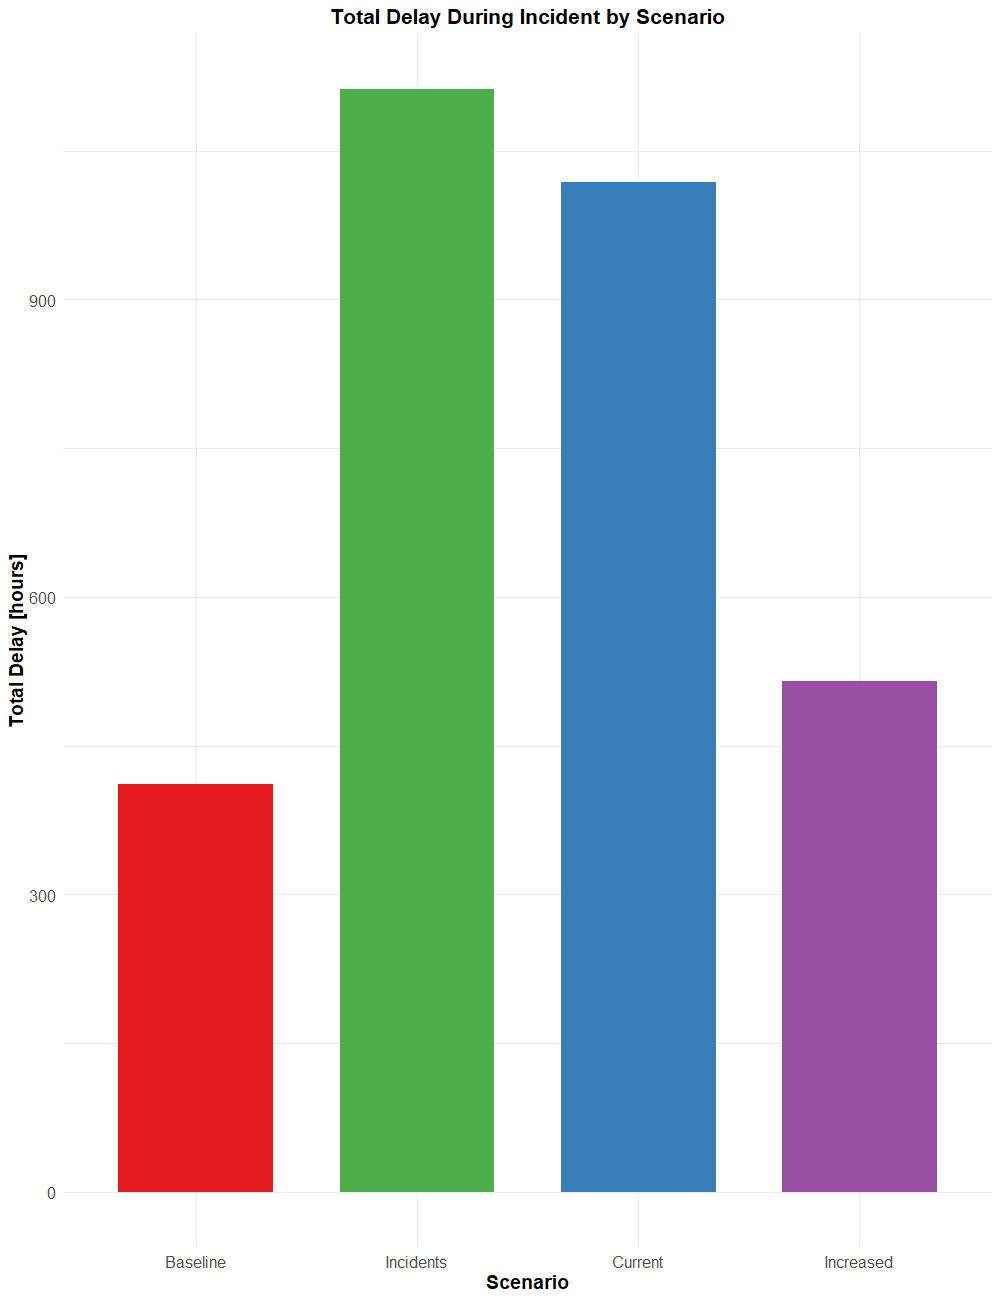 Total Delay During Incident by Scenario
Total Delay [hours]
900
600
300
0
Baseline
Incidents
Current
Increased
Scenario